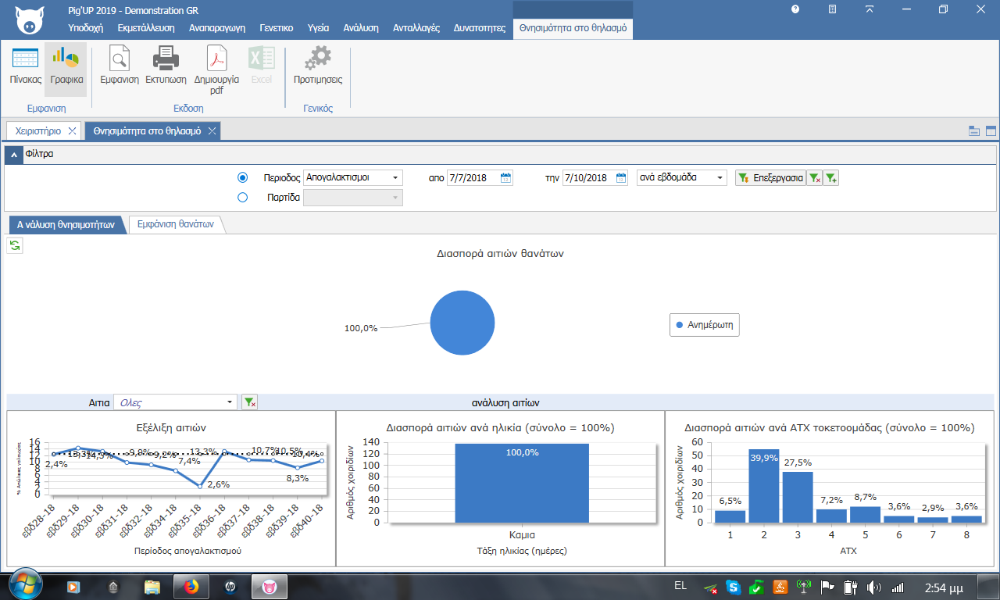 Pig'UP 2019 - Demonstration GR
Υποδοχή Εκμετάλλευση Αναπαραγωγη Γενετικο Υγεία Ανάλυση Ανταλλαγές Δυνατοτητες Θνησιμότητα στο θηλασμό
Πίνακας Γραφικα Εμφανιση Εκτυπωση Δημιουργία pdf Excel Προτιμησεις
Εμφανιση Εκδοση Γενικός
Χειριστήριο Θνησιμότητα στο θηλασμό
Φίλτρα
Περιοδος Απογαλακτισμοι απο 7/7/2018 την 7/10/2018 ανά εβδομάδα Επεξεργασια
Παρτίδα
Α νάλυση θνησιμοτήτων Εμφάνιση θανάτων
Διασπορά αιτιών θανάτων
100,0%
Ανημέρωτη
Αιτια Ολες ανάλυση αιτίων
Εξέλιξη αιτιών
16
14
12
10
8
6
4
2
0
2,4% 13,3% 14,5% 9,9% 9,2% 7,4% 2,6% 13,3% 10,7% 10,5% 8,3% 10,4%
εβδ28-18 εβδ29-18 εβδ30-18 εβδ31-18 εβδ32-18 εβδ34-18 εβδ35-18 εβδ36-18 εβδ37-18 εβδ38-18 εβδ39-18 εβδ40-18
Περίοδος απογαλακτισμού
Διασπορά αιτιών ανά ηλικία (σύνολο = 100%)
Αριθμός χοιριδίων
140
120
100
80
60
40
20
0
100,0%
Καμια
Τάξη ηλικίας (ημέρες)
Διασπορά αιτιών ανά ΑΤΧ τοκετοομάδας (σύνολο = 100%)
Αριθμός χοιριδίων
60
50
40
30
20
10
0
6,5% 39,9% 27,5% 7,2% 8,7% 3,6% 2,9% 3,6%
1 2 3 4 5 6 7 8
ΑΤΧ
EL 2:54 μμ